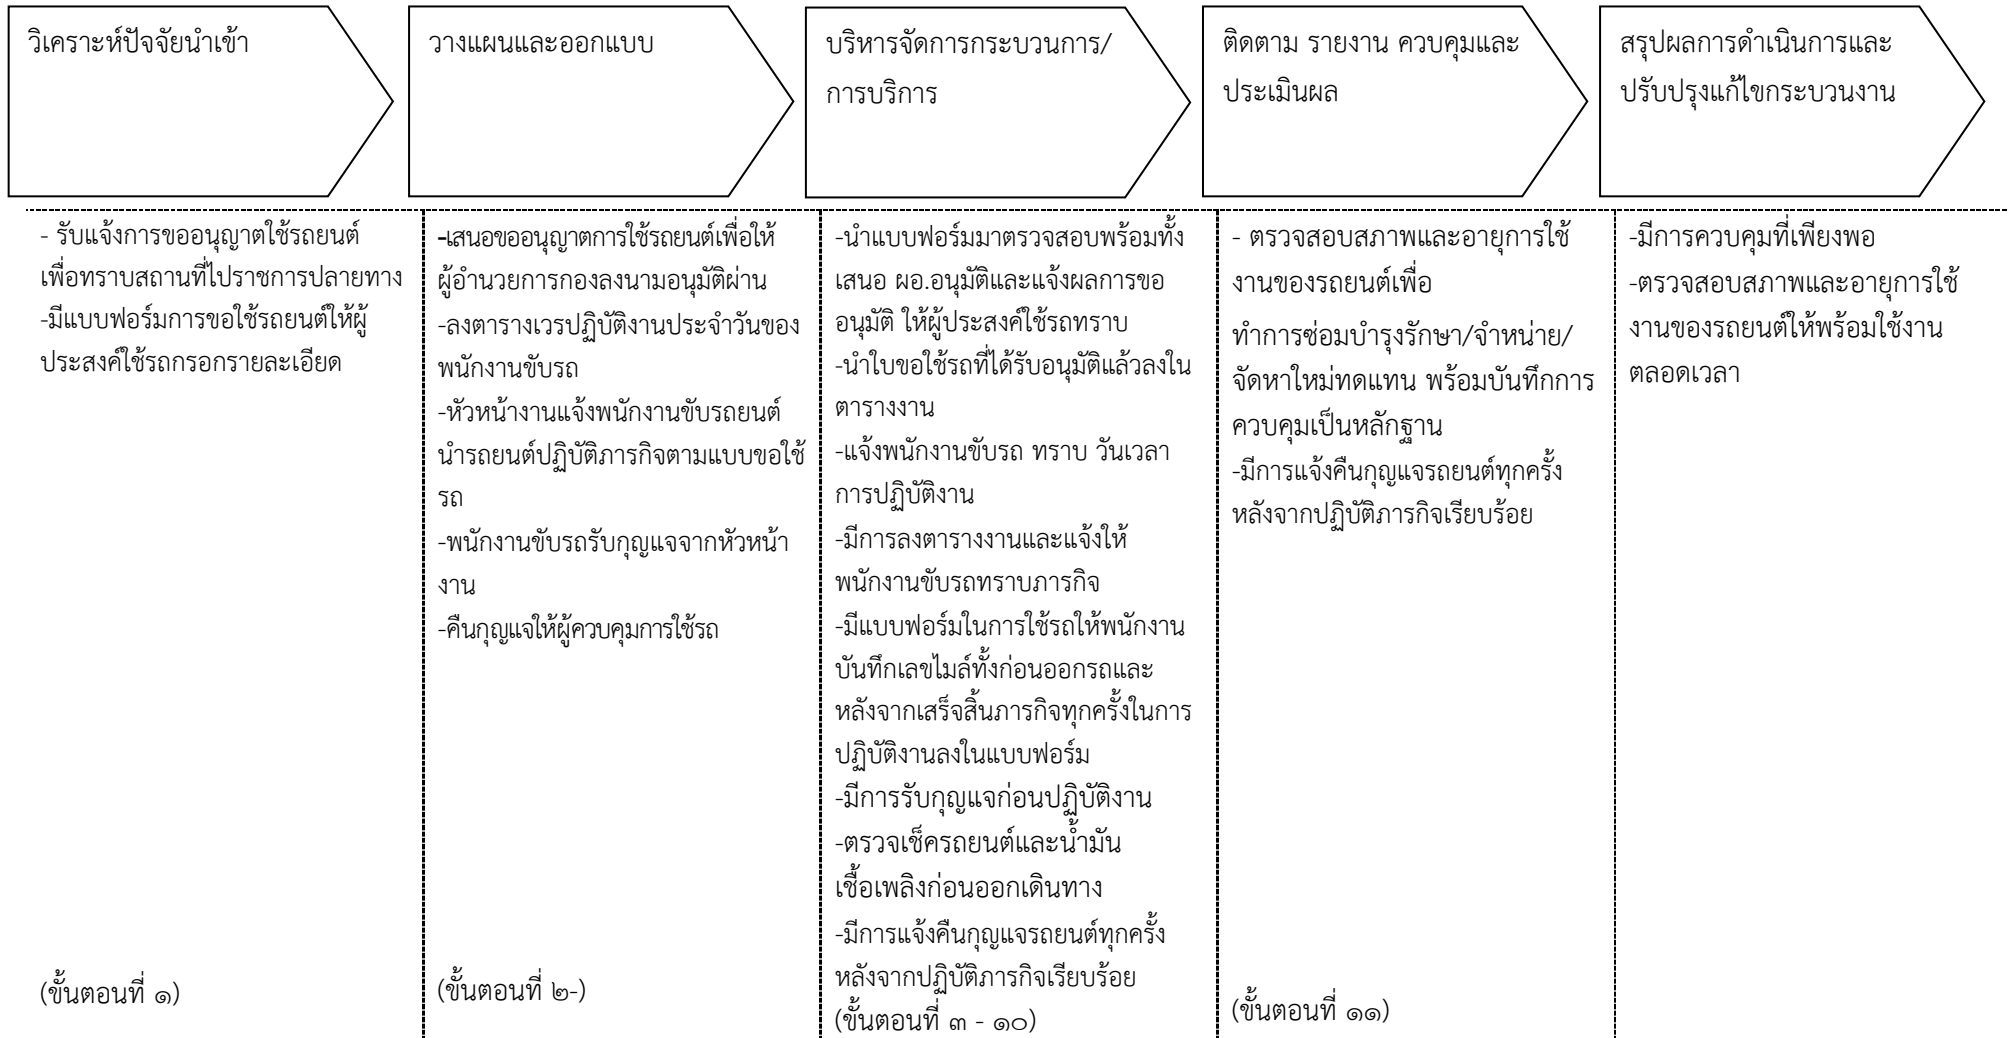 วิเคราะห์ปัจจัยนำเข้า
วางแผนและออกแบบ
บริหารจัดการกระบวนการ/
การบริการ
ติดตาม รายงาน ควบคุมและ
ประเมินผล
สรุปผลการดำเนินการและ
ปรับปรุงแก้ไขกระบวนงาน
- รับแจ้งการขออนุญาตใช้รถยนต์
เพื่อทราบสถานที่ไปราชการปลายทาง
-มีแบบฟอร์มการขอใช้รถยนต์ให้ผู้
ประสงค์ใช้รถกรอกรายละเอียด
(ขั้นตอนที่ ๑)
-เสนอขออนุญาตการใช้รถยนต์เพื่อให้
ผู้อำนวยการกองลงนามอนุมัติผ่าน
-ลงตารางเวรปฏิบัติงานประจำวันของ
พนักงานขับรถ
-หัวหน้างานแจ้งพนักงานขับรถยนต์
นำรถยนต์ปฏิบัติภารกิจตามแบบขอใช้
รถ
-พนักงานขับรถรับกุญแจจากหัวหน้า
งาน
-คืนกุญแจให้ผู้ควบคุมการใช้รถ
(ขั้นตอนที่ ๒-)
-นำแบบฟอร์มมาตรวจสอบพร้อมทั้ง
เสนอ ผอ.อนุมัติและแจ้งผลการขอ
อนุมัติ ให้ผู้ประสงค์ใช้รถทราบ
-นำใบขอใช้รถที่ได้รับอนุมัติแล้วลงใน
ตารางงาน
-แจ้งพนักงานขับรถ ทราบ วันเวลา
การปฏิบัติงาน
-มีการลงตารางงานและแจ้งให้
พนักงานขับรถทราบภารกิจ
-มีแบบฟอร์มในการใช้รถให้พนักงาน
บันทึกเลขไมล์ทั้งก่อนออกรถและ
หลังจากเสร็จสิ้นภารกิจทุกครั้งในการ
ปฏิบัติงานลงในแบบฟอร์ม
-มีการรับกุญแจก่อนปฏิบัติงาน
-ตรวจเช็ครถยนต์และน้ำมัน
เชื้อเพลิงก่อนออกเดินทาง
-มีการแจ้งคืนกุญแจรถยนต์ทุกครั้ง
หลังจากปฏิบัติภารกิจเรียบร้อย
(ขั้นตอนที่ ๓ - ๑๐)
- ตรวจสอบสภาพและอายุการใช้
งานของรถยนต์เพื่อ
ทำการซ่อมบำรุงรักษา/จำหน่าย/
จัดหาใหม่ทดแทน พร้อมบันทึกการ
ควบคุมเป็นหลักฐาน
-มีการแจ้งคืนกุญแจรถยนต์ทุกครั้ง
หลังจากปฏิบัติภารกิจเรียบร้อย
(ขั้นตอนที่ ๑๑)
-มีการควบคุมที่เพียงพอ
-ตรวจสอบสภาพและอายุการใช้
งานของรถยนต์ให้พร้อมใช้งาน
ตลอดเวลา